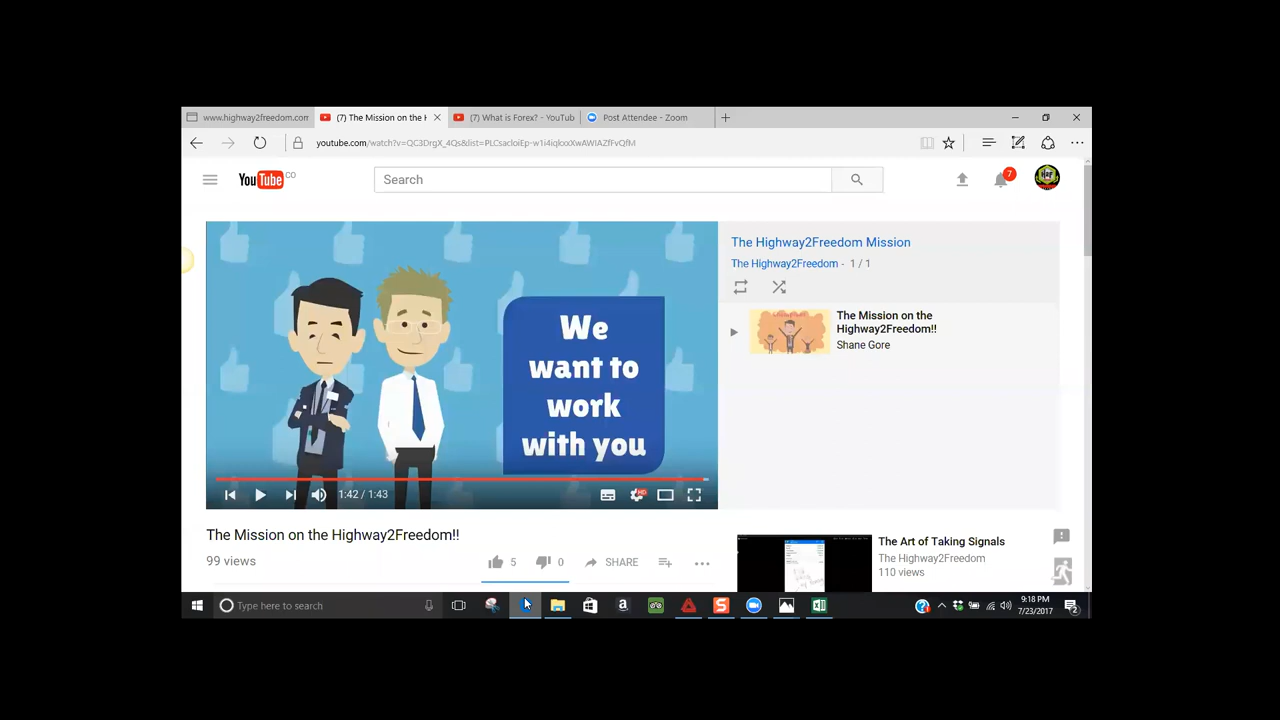 www.highway2freedom.com
(7) The Mission on the H
(7) What is Forex? - YouTub
Post Attendee - Zoom
youtube.com/watch?v=QC3DrgX_4Qs&list=PLCsacloiEp-w1i4iqlcoxXwAWIAZfFvQfM
YouTube CO
Search
7
The Highway2Freedom Mission
The Highway2Freedom - 1 / 1
The Mission on the
Highway2Freedom!!
Shane Gore
We
want to
work
with you
1:42 / 1:43
HD
The Mission on the Highway2Freedom!!
99 views
5
0
SHARE
The Art of Taking Signals
The Highway2Freedom
110 views
Type here to search
9:18 PM
7/23/2017
2